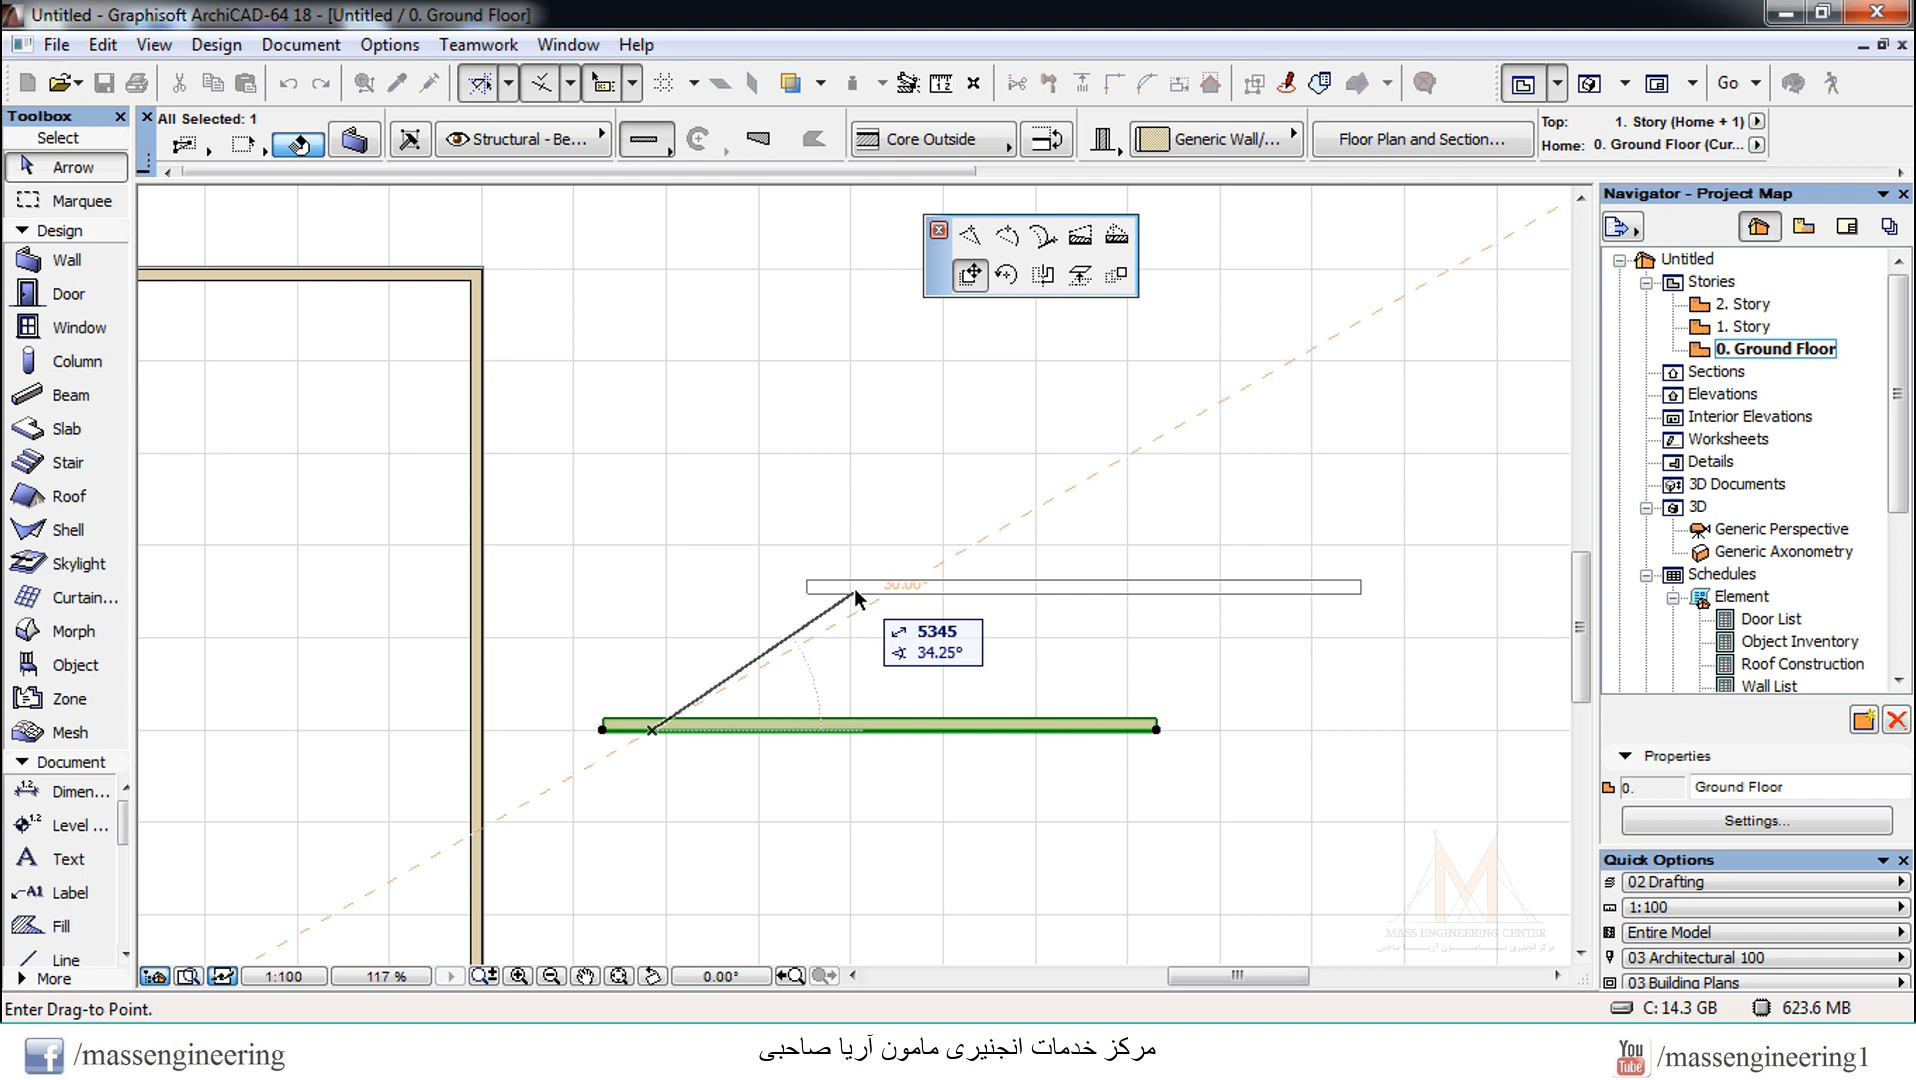 Untitled - Graphisoft ArchiCAD-64 18 - [Untitled / 0. Ground Floor]
File Edit View Design Document Options Teamwork Window Help
Go
Toolbox
All Selected: 1
Select
Arrow
Marquee
Structural - Be...
Core Outside
Generic Wall/...
Floor Plan and Section...
Top: 1. Story (Home + 1)
Home: 0. Ground Floor (Cur...
Design
Wall
Door
Window
Column
Beam
Slab
Stair
Roof
Shell
Skylight
Curtain...
Morph
Object
Zone
Mesh
Document
Dimen...
Level ...
Text
Label
Fill
Line
More
30.00°
5345
34.25°
MASS ENGINEERING CENTER
Navigator - Project Map
Untitled
Stories
2. Story
1. Story
0. Ground Floor
Sections
Elevations
Interior Elevations
Worksheets
Details
3D Documents
3D
Generic Perspective
Generic Axonometry
Schedules
Element
Door List
Object Inventory
Roof Construction
Wall List
Properties
0. Ground Floor
Settings...
Quick Options
02 Drafting
1:100
Entire Model
03 Architectural 100
03 Building Plans
1:100 117 % 0.00°
Enter Drag-to Point.
C: 14.3 GB 623.6 MB
/massengineering
مرکز خدمات انجنیری مامون آریا صاحبی
You Tube /massengineering1